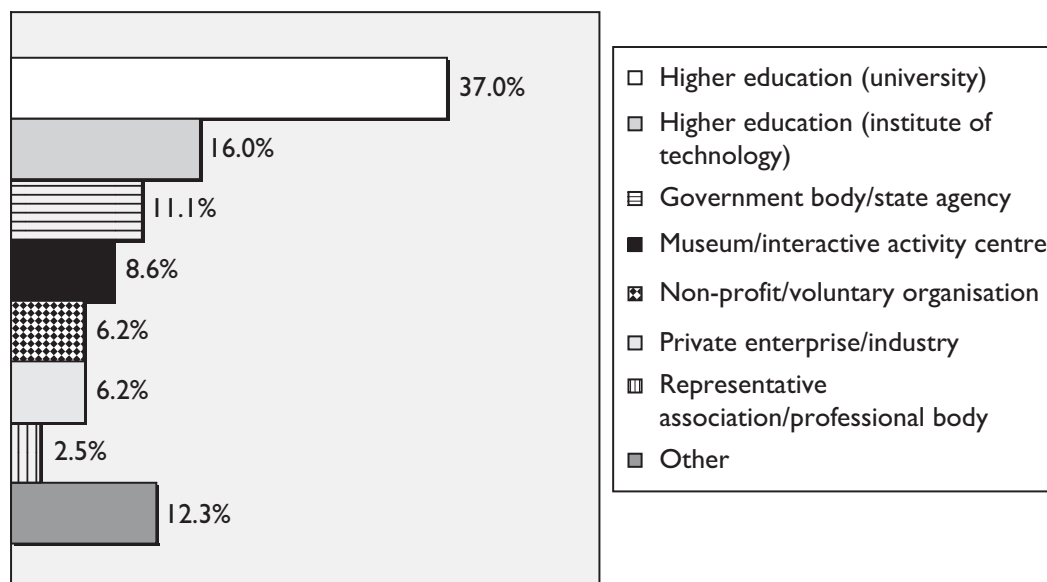 37.0%
16.0%
11.1%
8.6%
6.2%
6.2%
2.5%
12.3%
Higher education (university)
Higher education (institute of
technology)
Government body/state agency
Museum/interactive activity centre
Non-profit/voluntary organisation
Private enterprise/industry
Representative
association/professional body
Other